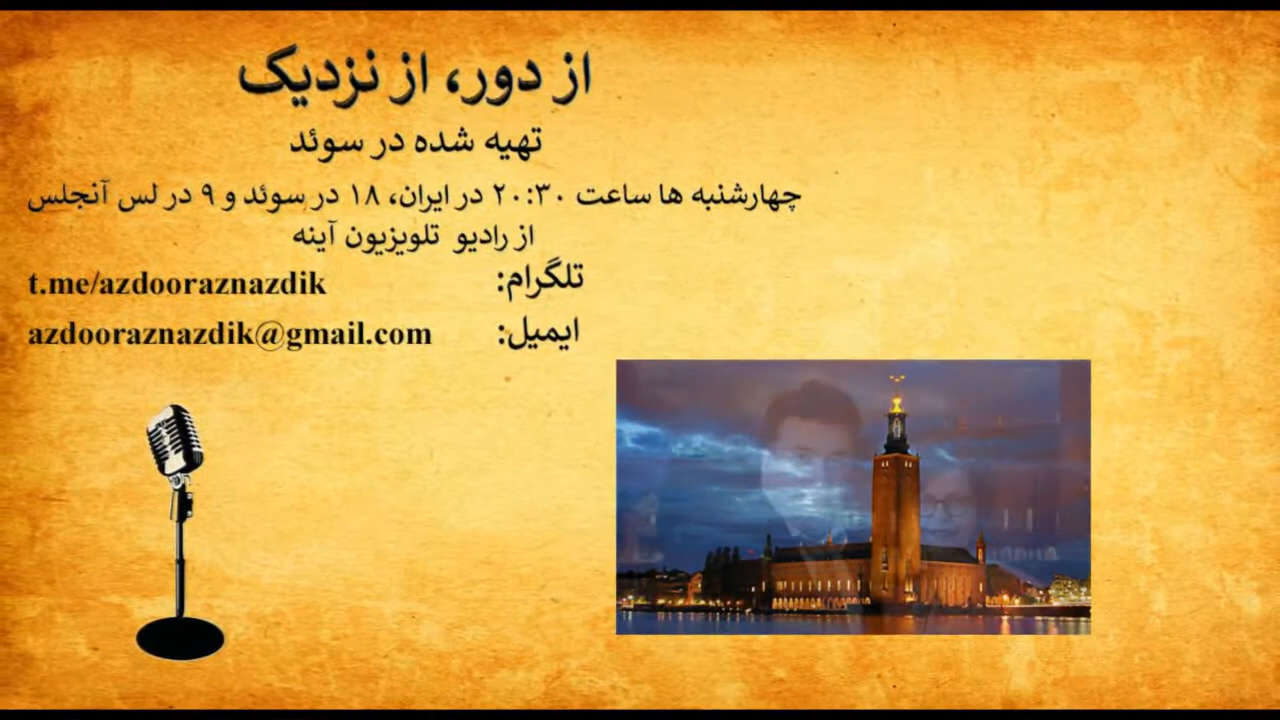 از دور، از نزدیک
تهیه شده در سوئد
چهارشنبه ها ساعت ۲۰:۳۰ در ایران، ۱۸ در سوئد و ۹ در لس آنجلس
از رادیو تلویزیون آینه
تلگرام: t.me/azdooraznazdik
ایمیل: azdooraznazdik@gmail.com